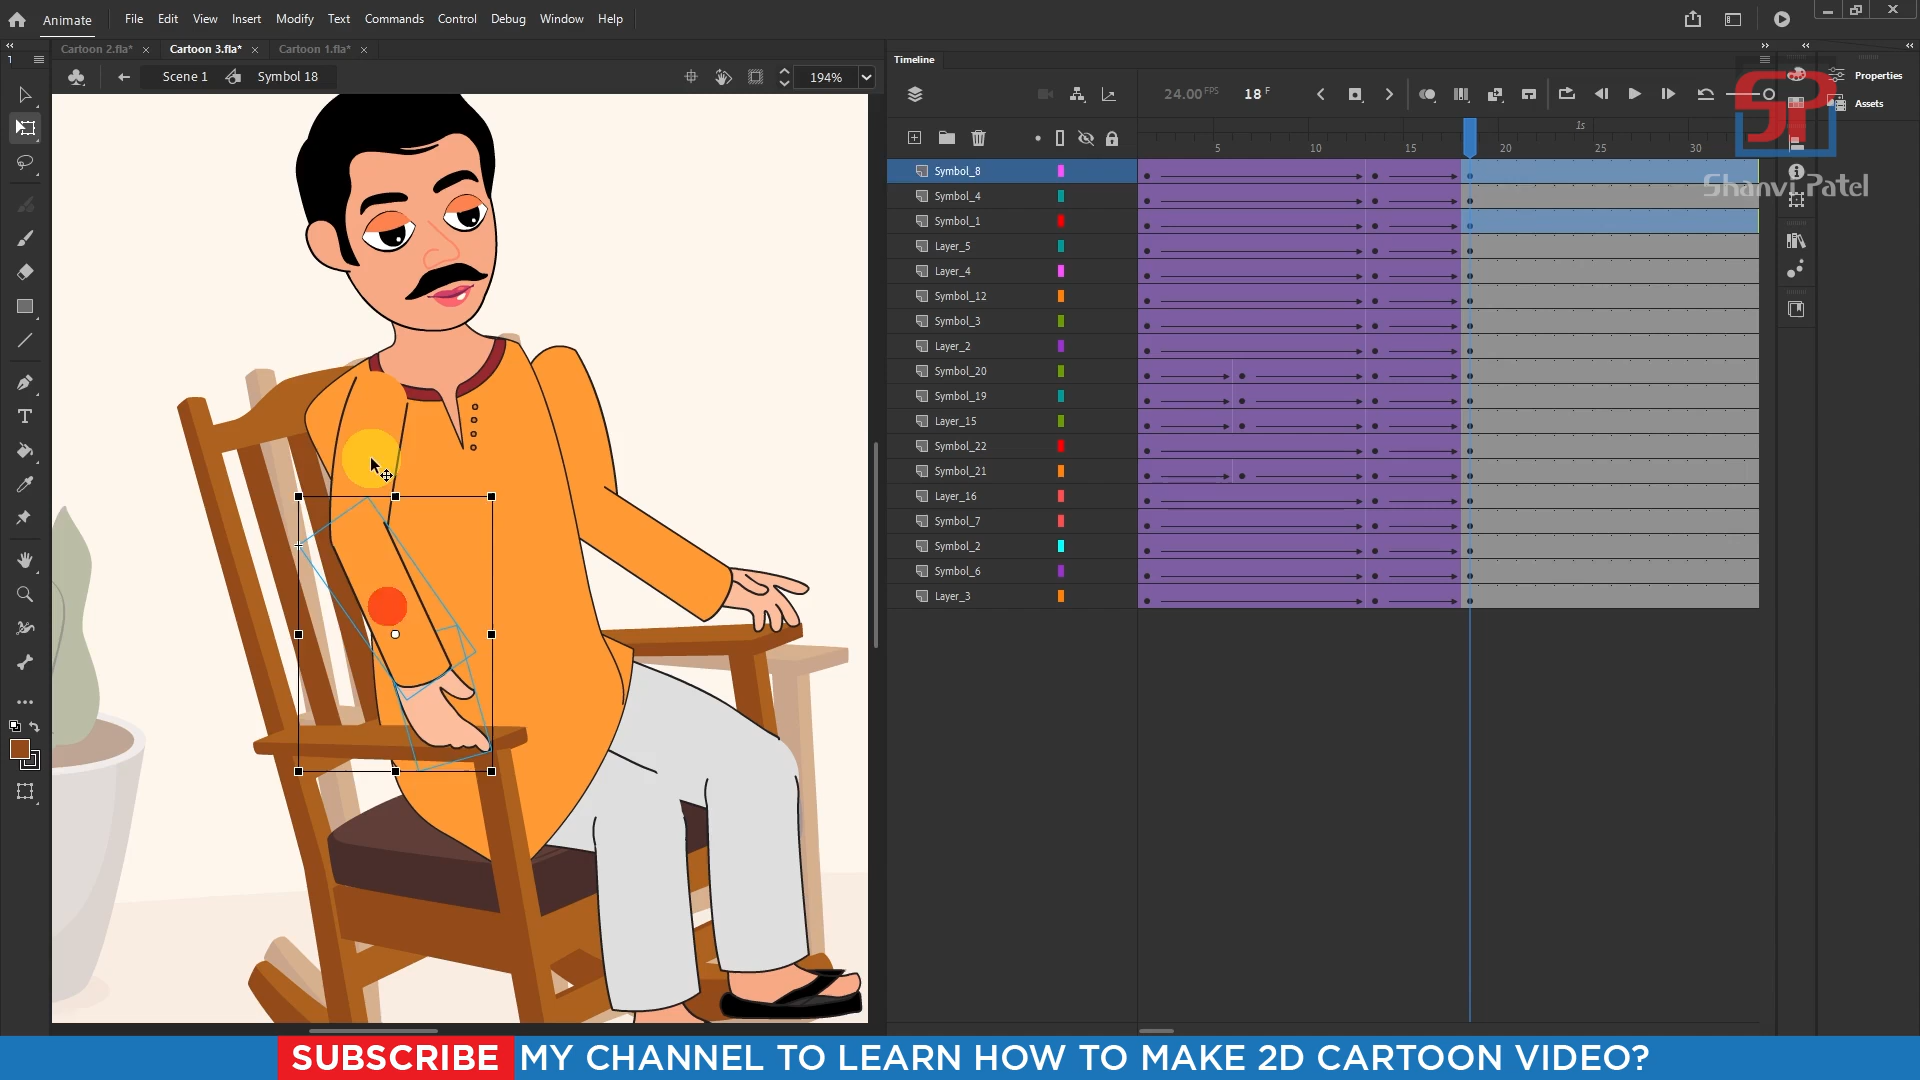 Animate File Edit View Insert Modify Text Commands Control Debug Window Help
Cartoon 2.fla* × Cartoon 3.fla* × Cartoon 1.fla* ×
Timeline
Scene 1 Symbol 18 194%
Properties
Assets
24.00 FPS 18 F
1s
5 10 15 20 25 30
Symbol_8
Symbol_4
Symbol_1
Layer_5
Layer_4
Symbol_12
Symbol_3
Layer_2
Symbol_20
Symbol_19
Layer_15
Symbol_22
Symbol_21
Layer_16
Symbol_7
Symbol_2
Symbol_6
Layer_3
Shanvi Patel
SUBSCRIBE MY CHANNEL TO LEARN HOW TO MAKE 2D CARTOON VIDEO?